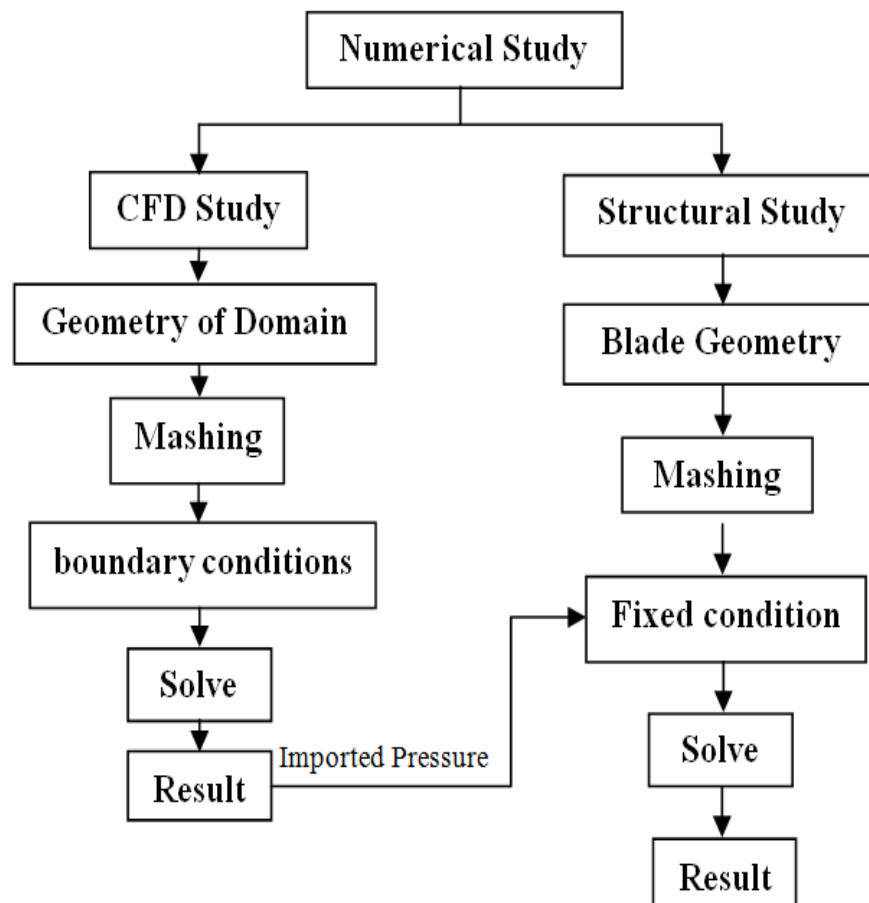 Numerical Study
CFD Study
Geometry of Domain
Mashing
boundary conditions
Solve
Result
Imported Pressure
Structural Study
Blade Geometry
Mashing
Fixed condition
Solve
Result